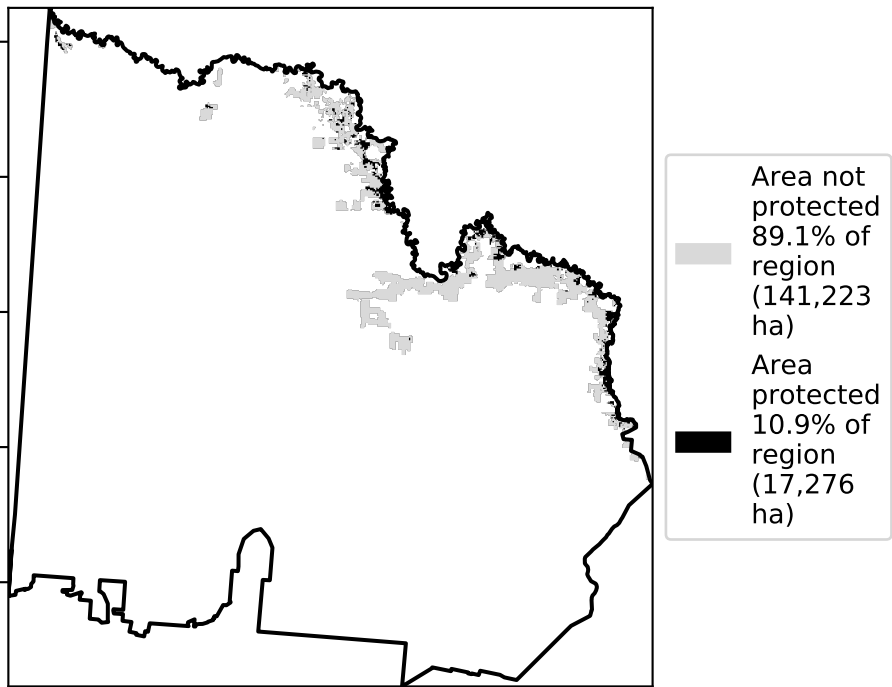 Area not
protected
89.1% of
region
(141,223
ha)
Area
protected
10.9% of
region
(17,276
ha)